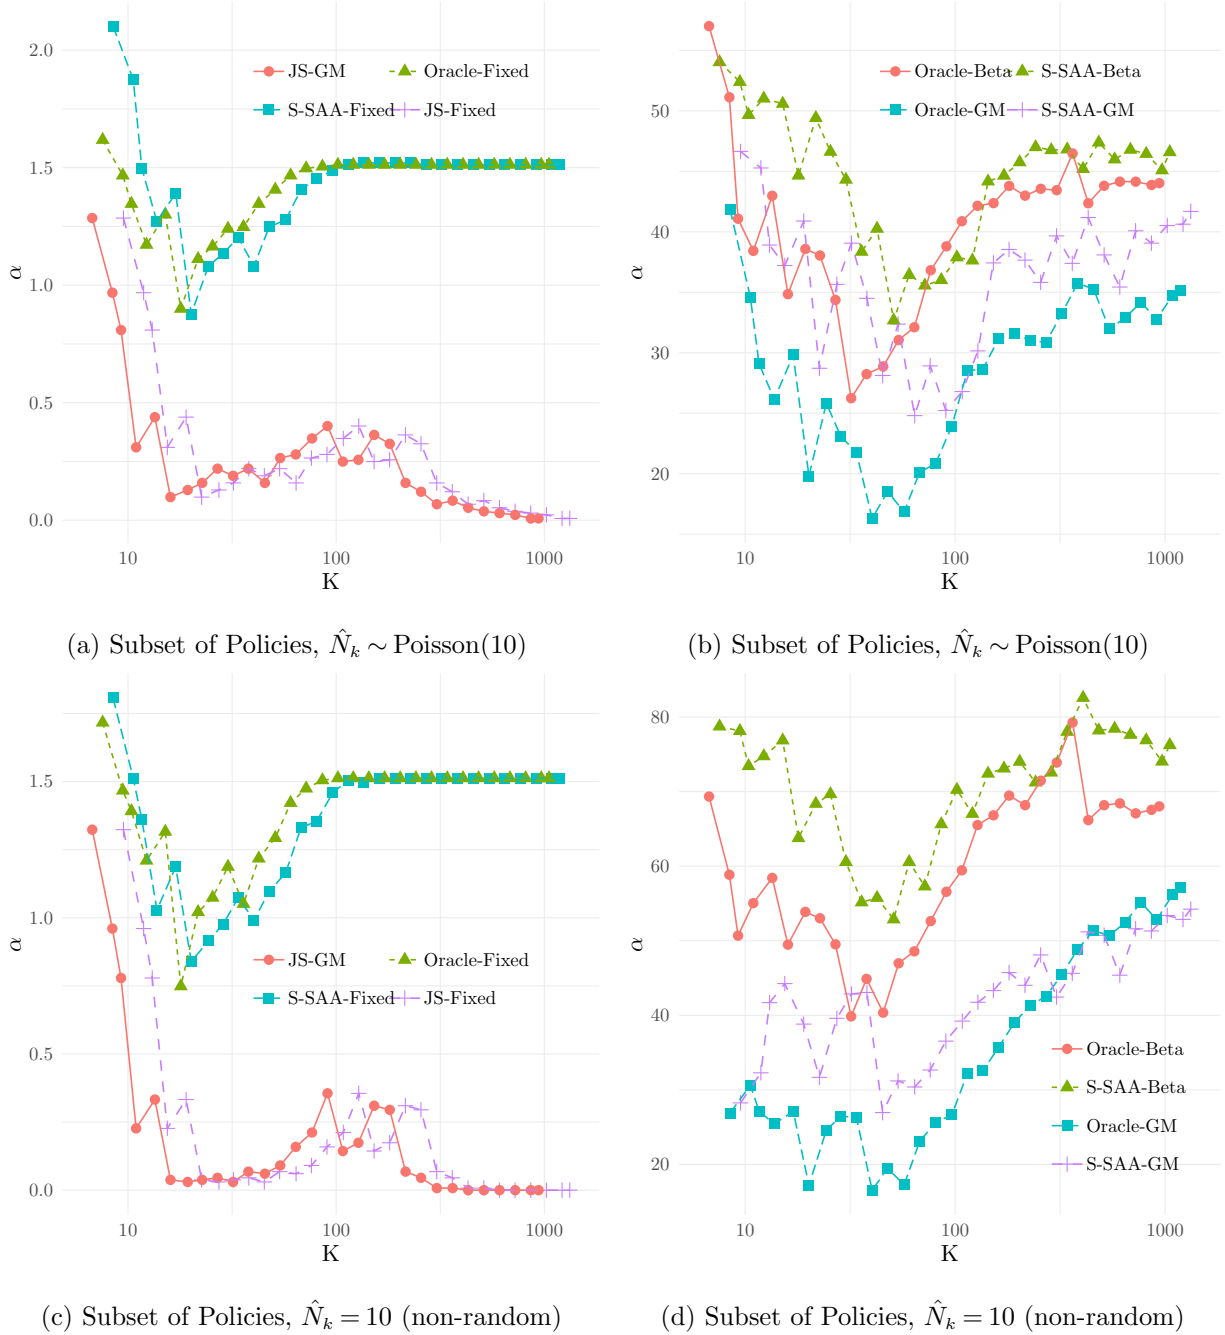 2.0
1.5
1.0
0.5
0.0
α
JS-GM
Oracle-Fixed
S-SAA-Fixed
JS-Fixed
10
100
1000
K
(a) Subset of Policies, N̂ₖ ∼ Poisson(10)
50
40
30
20
α
Oracle-Beta
S-SAA-Beta
Oracle-GM
S-SAA-GM
10
100
1000
K
(b) Subset of Policies, N̂ₖ ∼ Poisson(10)
1.5
1.0
0.5
0.0
α
JS-GM
Oracle-Fixed
S-SAA-Fixed
JS-Fixed
10
100
1000
K
(c) Subset of Policies, N̂ₖ = 10 (non-random)
80
60
40
20
α
Oracle-Beta
S-SAA-Beta
Oracle-GM
S-SAA-GM
10
100
1000
K
(d) Subset of Policies, N̂ₖ = 10 (non-random)